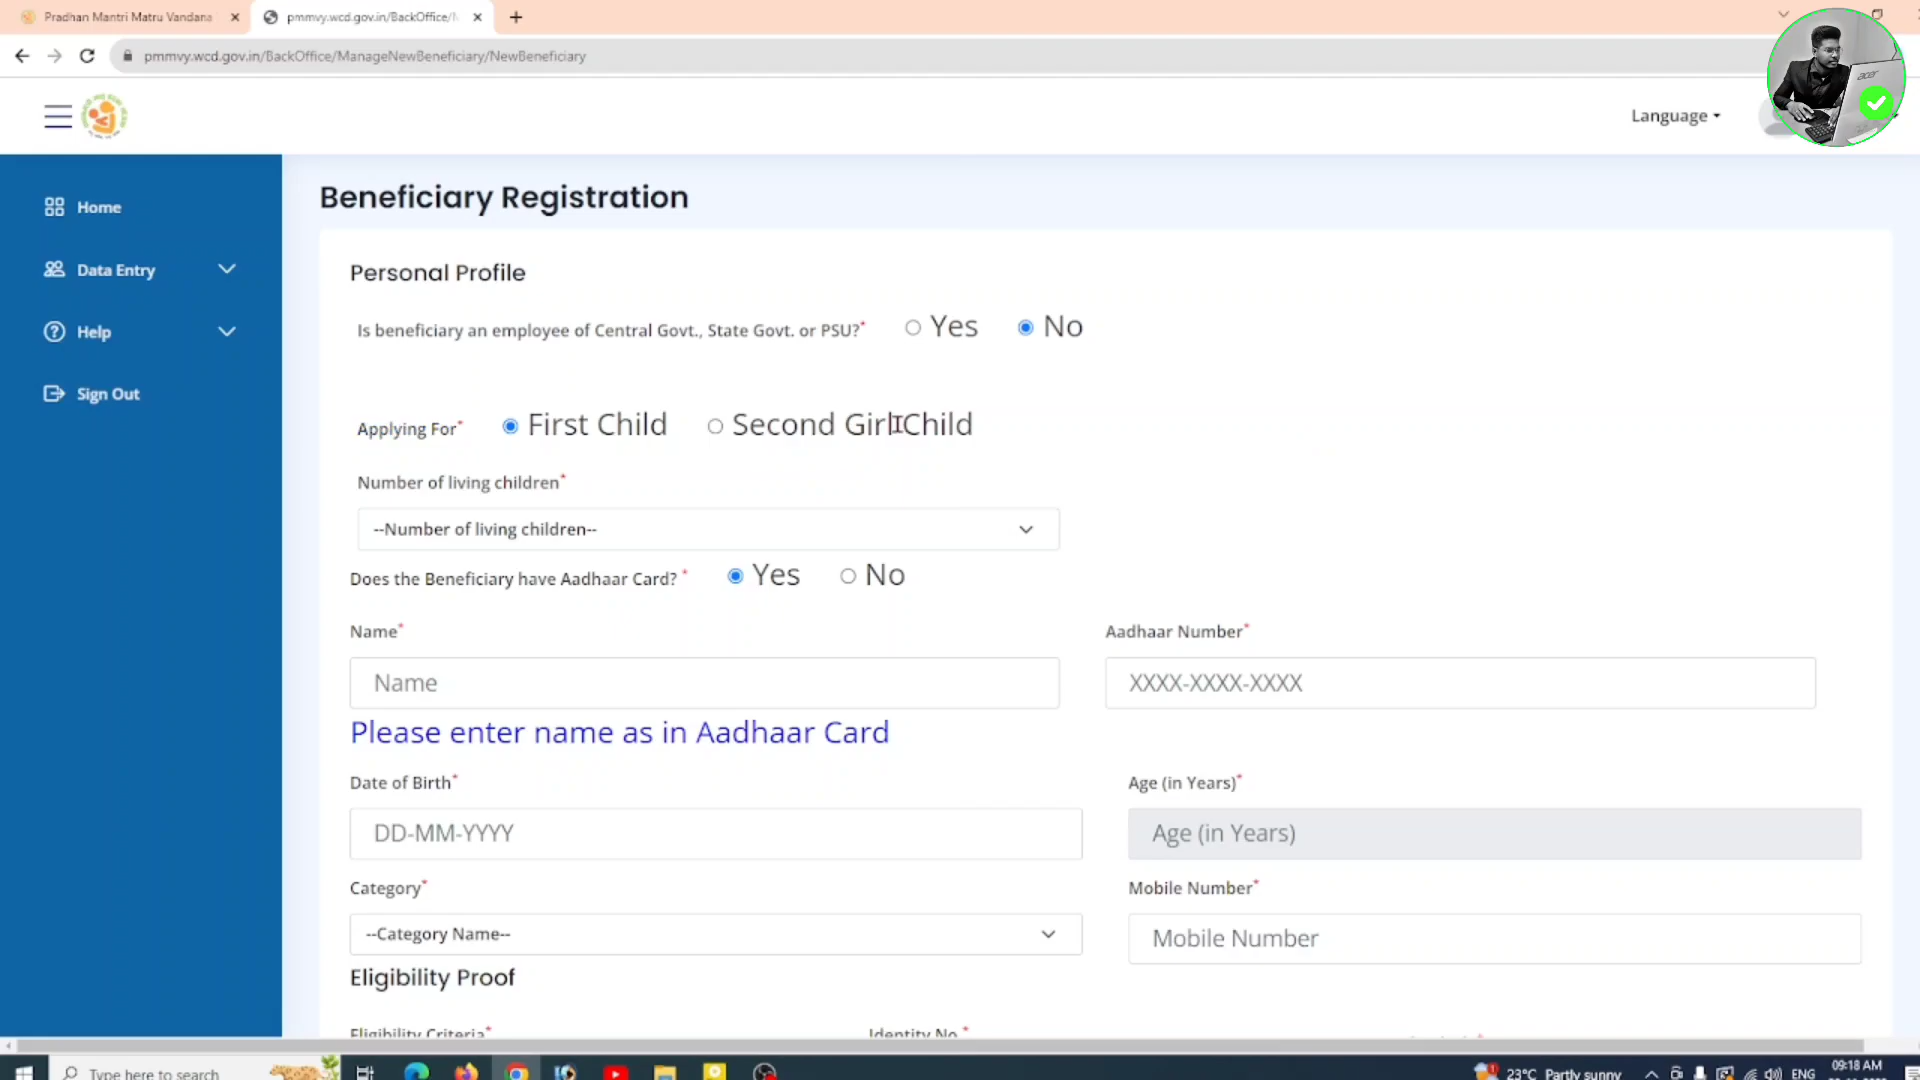 Pradhan Mantri Matru Vandana
pmmvy.wcd.gov.in/BackOffice/
pmmvy.wcd.gov.in/BackOffice/ManageNewBeneficiary/NewBeneficiary
Language
acer
Home
Data Entry
Help
Sign Out
Beneficiary Registration
Personal Profile
Is beneficiary an employee of Central Govt., State Govt. or PSU?* Yes No
Applying For* First Child Second Girl Child
Number of living children*
--Number of living children--
Does the Beneficiary have Aadhaar Card? * Yes No
Name* Aadhaar Number*
Name XXXX-XXXX-XXXX
Please enter name as in Aadhaar Card
Date of Birth* Age (in Years)*
DD-MM-YYYY Age (in Years)
Category* Mobile Number*
--Category Name-- Mobile Number
Eligibility Proof
Eligibility Criteria* Identity No.*
Type here to search
23°C Partly sunny ENG 09:18 AM